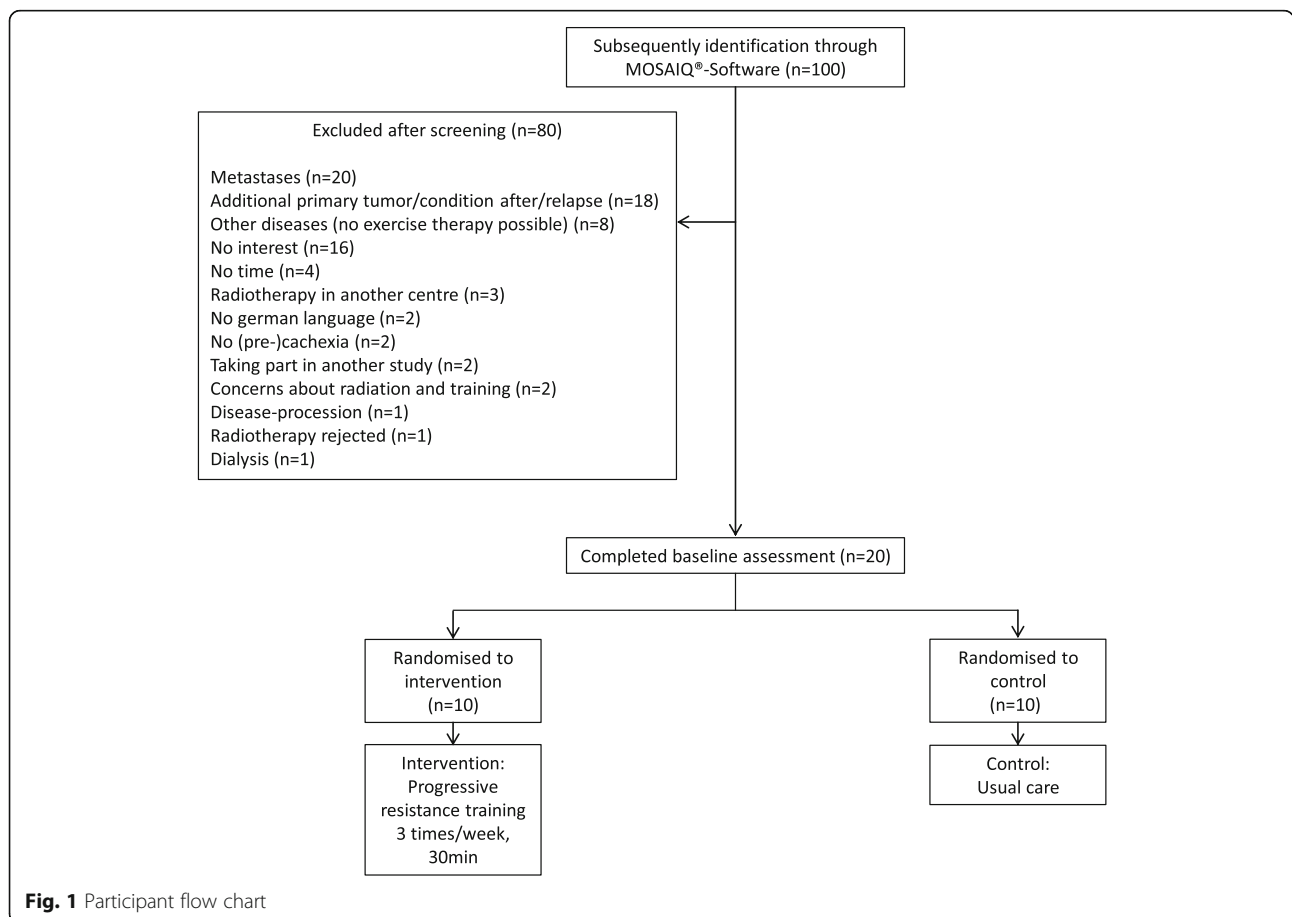 Subsequently identification through
MOSAIQ®-Software (n=100)
Excluded after screening (n=80)
Metastases (n=20)
Additional primary tumor/condition after/relapse (n=18)
Other diseases (no exercise therapy possible) (n=8)
No interest (n=16)
No time (n=4)
Radiotherapy in another centre (n=3)
No german language (n=2)
No (pre-)cachexia (n=2)
Taking part in another study (n=2)
Concerns about radiation and training (n=2)
Disease-procession (n=1)
Radiotherapy rejected (n=1)
Dialysis (n=1)
Completed baseline assessment (n=20)
Randomised to
intervention
(n=10)
Randomised to
control
(n=10)
Intervention:
Progressive
resistance training
3 times/week,
30min
Control:
Usual care
Fig. 1 Participant flow chart